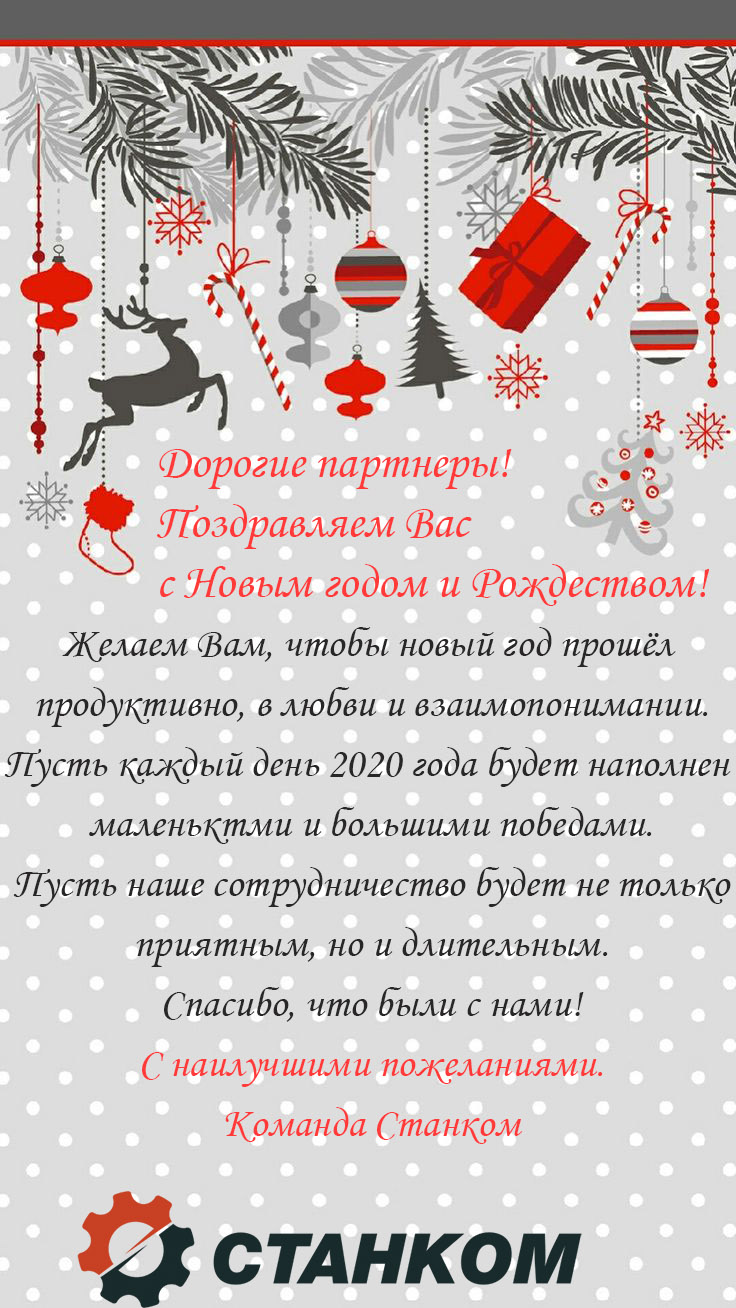 Дорогие партнеры!
Поздравляем Вас
с Новым годом и Рождеством!
Желаем Вам, чтобы новый год прошёл
продуктивно, в любви и взаимопонимании.
Пусть каждый день 2020 года будет наполнен
маленьктми и большими победами.
Пусть наше сотрудничество будет не только
приятным, но и длительным.
Спасибо, что были с нами!
С наилучшими пожеланиями.
Команда Станком
СТАНКОМ